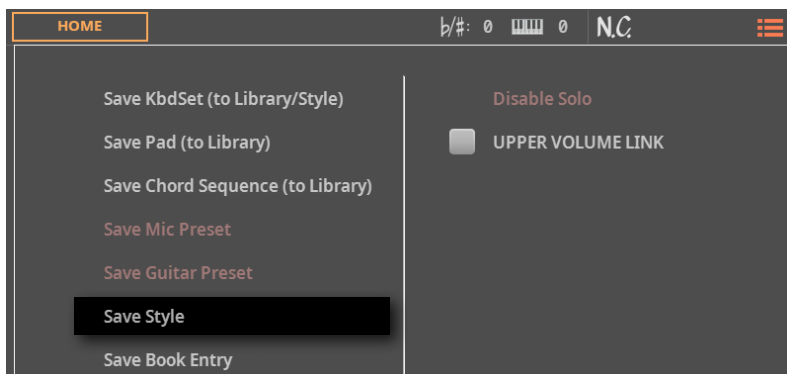 HOME
♭/#: 0 0 N.C.
Save KbdSet (to Library/Style)
Save Pad (to Library)
Save Chord Sequence (to Library)
Save Mic Preset
Save Guitar Preset
Save Style
Save Book Entry
Disable Solo
UPPER VOLUME LINK